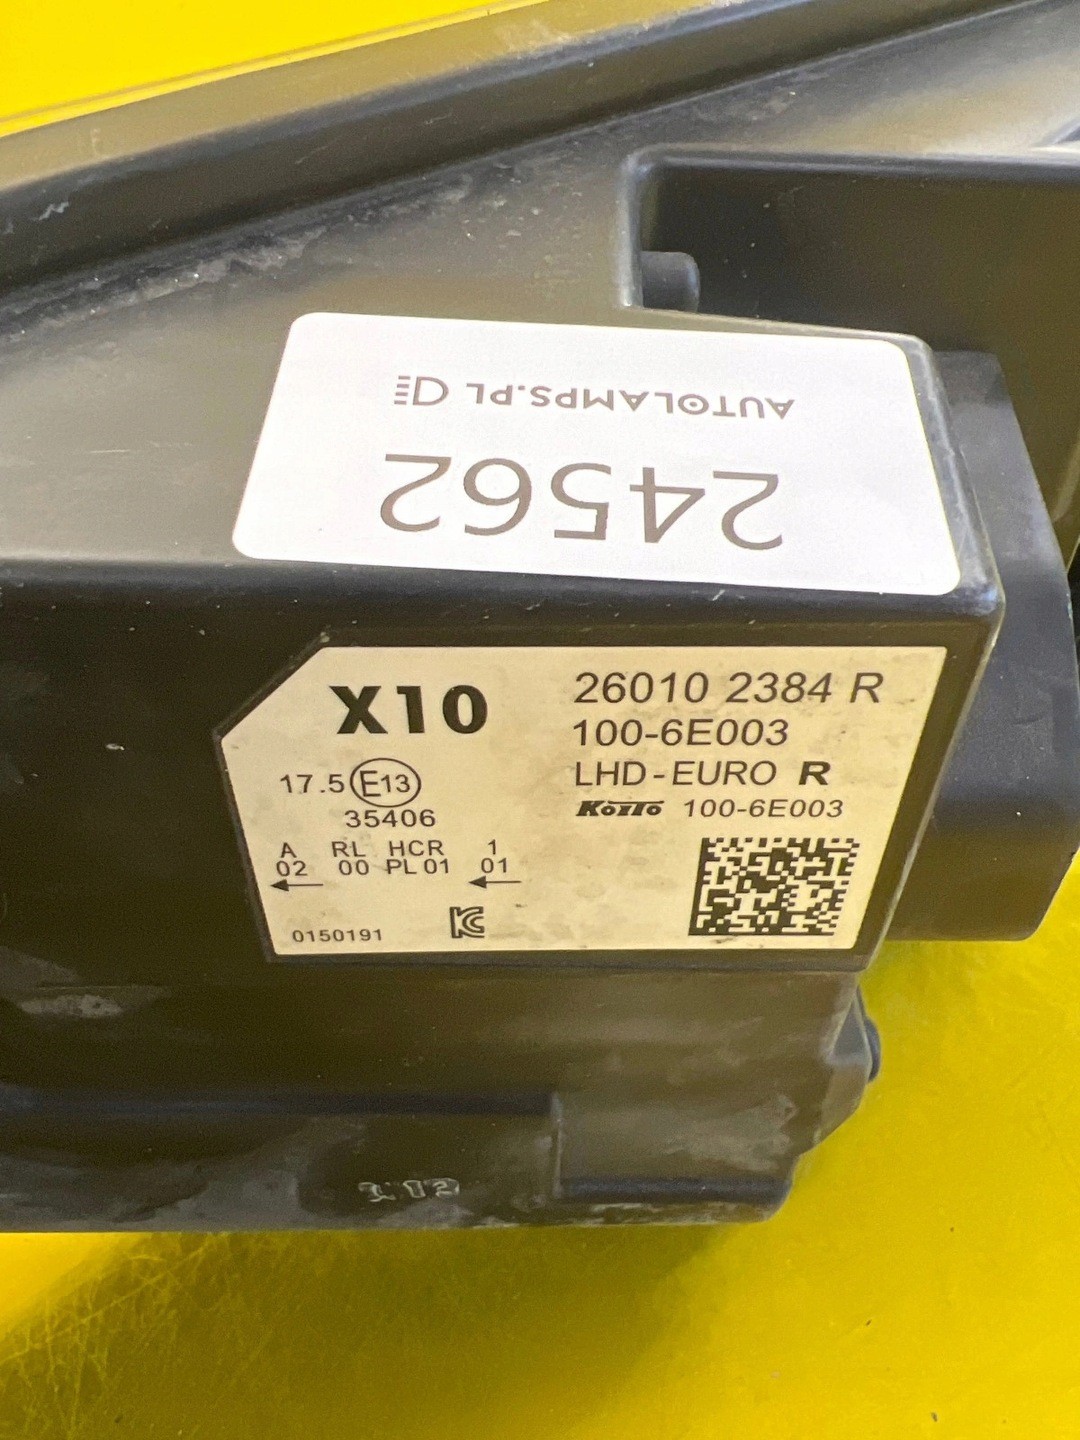 AUTOLAMPS.PL
24562
X10
26010 2384 R
100-6E003
LHD-EURO R
Koito 100-6E003
17.5 E13
35406
A RL HCR 1
02 00 PL 01 01
0150191
KC